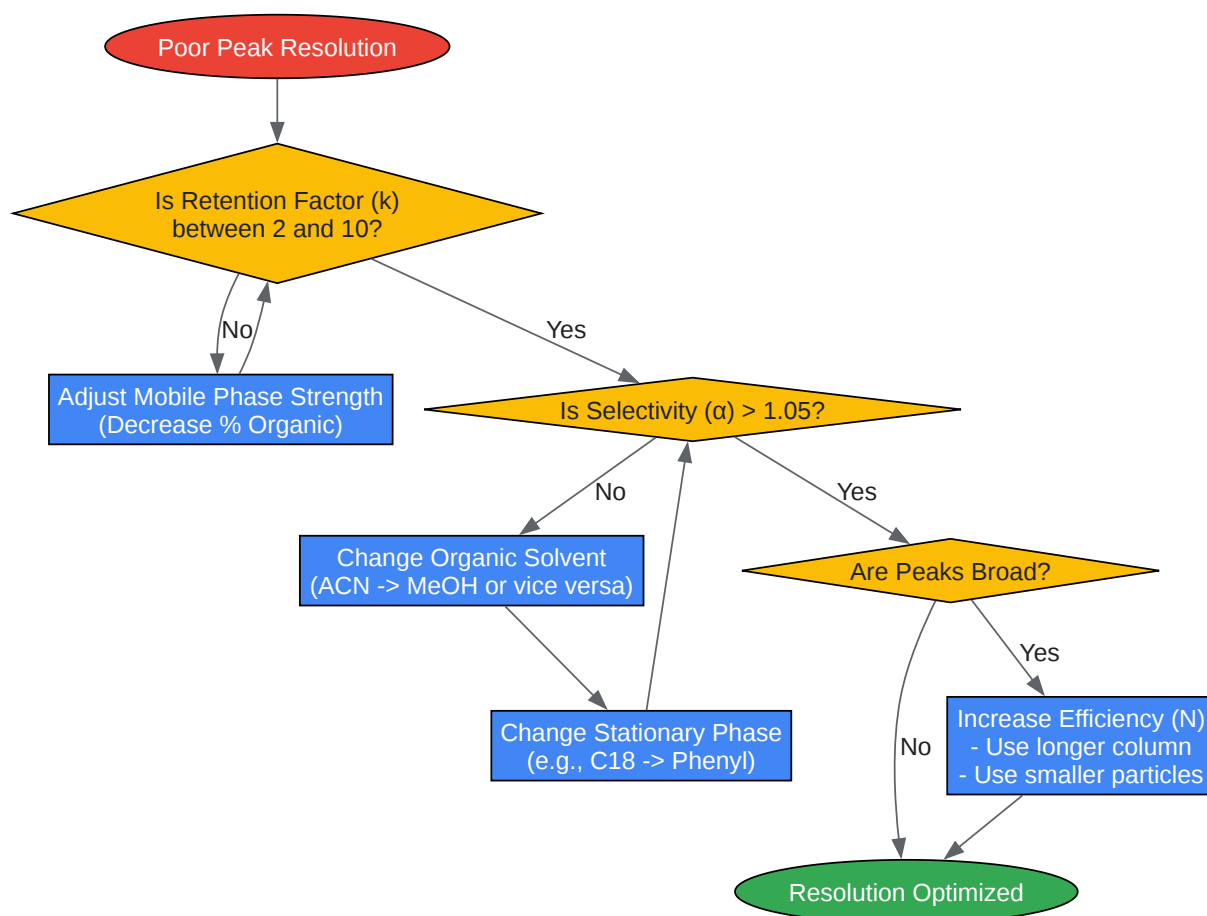 Poor Peak Resolution
Is Retention Factor (k)
between 2 and 10?
No
Yes
Adjust Mobile Phase Strength
(Decrease % Organic)
Is Selectivity (α) > 1.05?
No
Yes
Change Organic Solvent
(ACN -> MeOH or vice versa)
Are Peaks Broad?
Yes
Change Stationary Phase
(e.g., C18 -> Phenyl)
No
Increase Efficiency (N)
- Use longer column
- Use smaller particles
Resolution Optimized